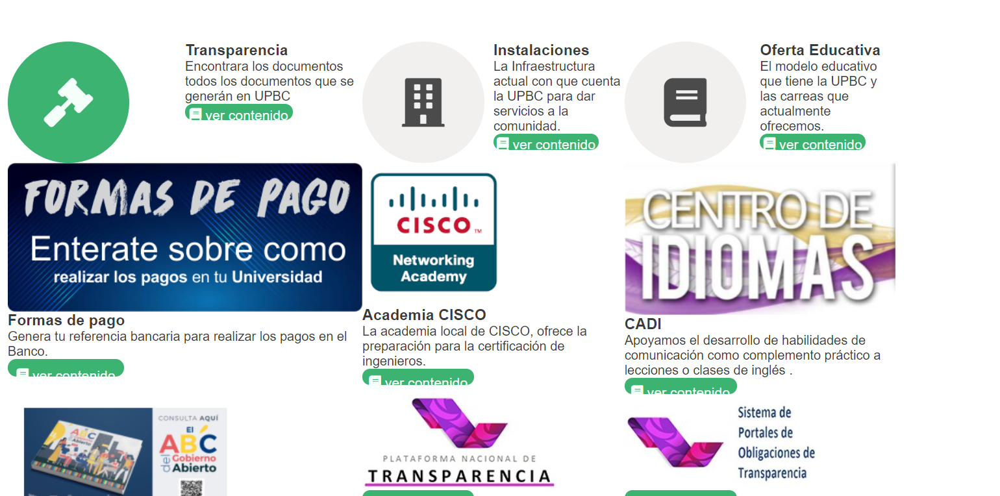 Transparencia
Encontrara los documentos
todos los documentos que se
generán en UPBC
ver contenido
Instalaciones
La Infraestructura
actual con que cuenta
la UPBC para dar
servicios a la
comunidad.
ver contenido
Oferta Educativa
El modelo educativo
que tiene la UPBC y
las carreas que
actualmente
ofrecemos.
ver contenido
FORMAS DE PAGO
Enterate sobre como
realizar los pagos en tu Universidad
Formas de pago
Genera tu referencia bancaria para realizar los pagos en el
Banco.
ver contenido
CISCO TM
Networking
Academy
Academia CISCO
La academia local de CISCO, ofrece la
preparación para la certificación de
ingenieros.
ver contenido
CENTRO DE
IDIOMAS
CADI
Apoyamos el desarrollo de habilidades de
comunicación como complemento práctico a
lecciones o clases de inglés .
ver contenido
ABC
CONSULTA AQUÍ
El
ABC
del Gobierno
Abierto
PLATAFORMA NACIONAL DE
TRANSPARENCIA
Sistema de
Portales de
Obligaciones de
Transparencia